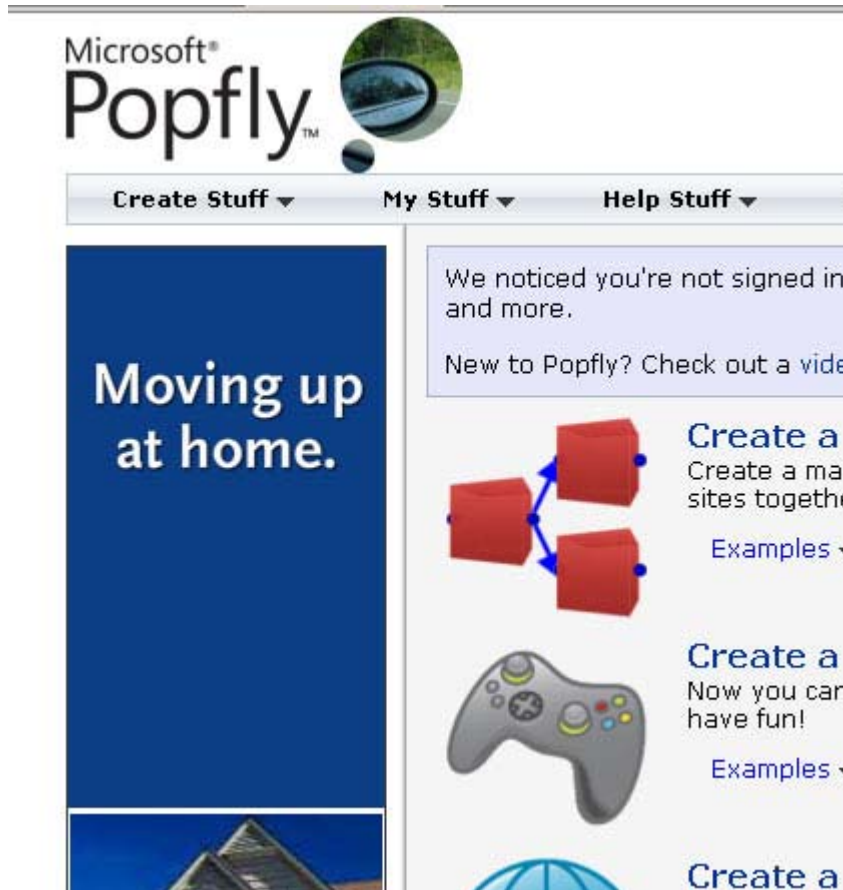 Microsoft®
Popfly™
Create Stuff My Stuff Help Stuff
Moving up
at home.
We noticed you're not signed in
and more.
New to Popfly? Check out a vide
Create a
Create a ma
sites togethe
Examples
Create a
Now you can
have fun!
Examples
Create a